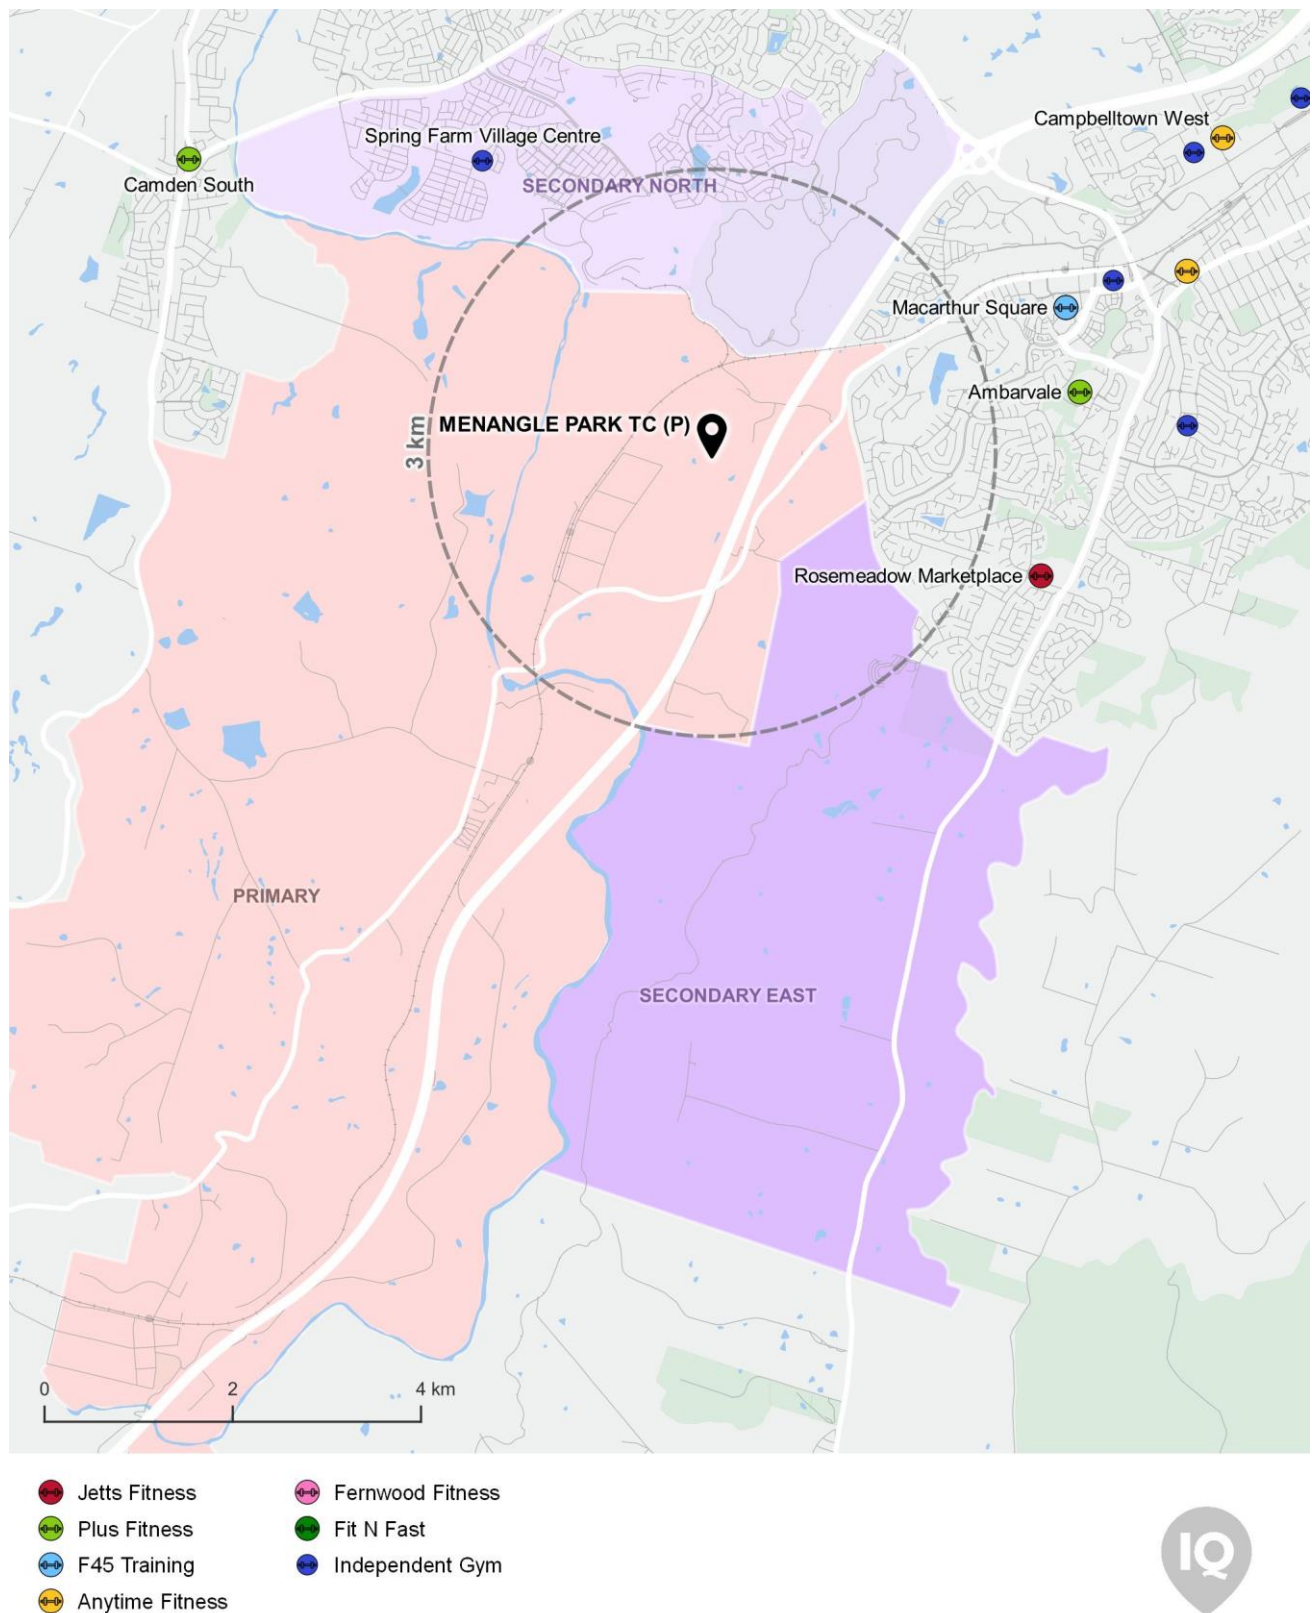 Campbelltown West
Spring Farm Village Centre
Camden South
SECONDARY NORTH
Macarthur Square
Ambarvale
MENANGLE PARK TC (P)
3 km
Rosemeadow Marketplace
PRIMARY
SECONDARY EAST
0 2 4 km
Jetts Fitness
Plus Fitness
F45 Training
Anytime Fitness
Fernwood Fitness
Fit N Fast
Independent Gym
IQ